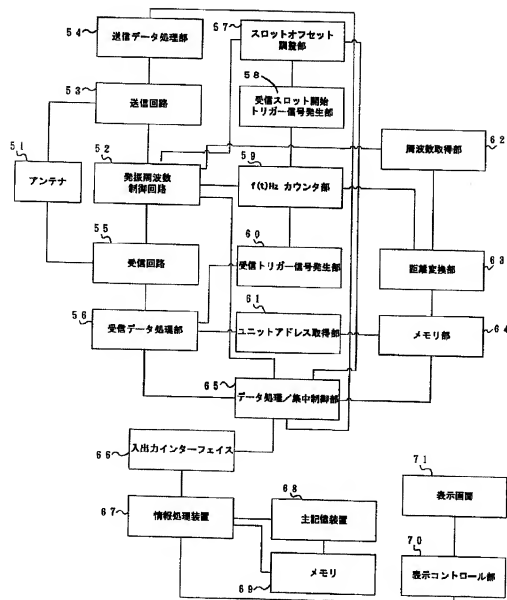 54
送信データ処理部
57
スロットオフセット
調整部
53
送信回路
58
受信スロット開始
トリガー信号発生部
51
アンテナ
52
発振周波数
制御回路
59
f(t)Hz カウンタ部
周波数取得部
62
55
受信回路
60
受信トリガー信号発生部
距離変換部
63
56
受信データ処理部
61
ユニットアドレス取得部
メモリ部
64
65
データ処理/集中制御部
66
入出力インターフェイス
67
情報処理装置
68
主記憶装置
69
メモリ
71
表示画面
70
表示コントロール部